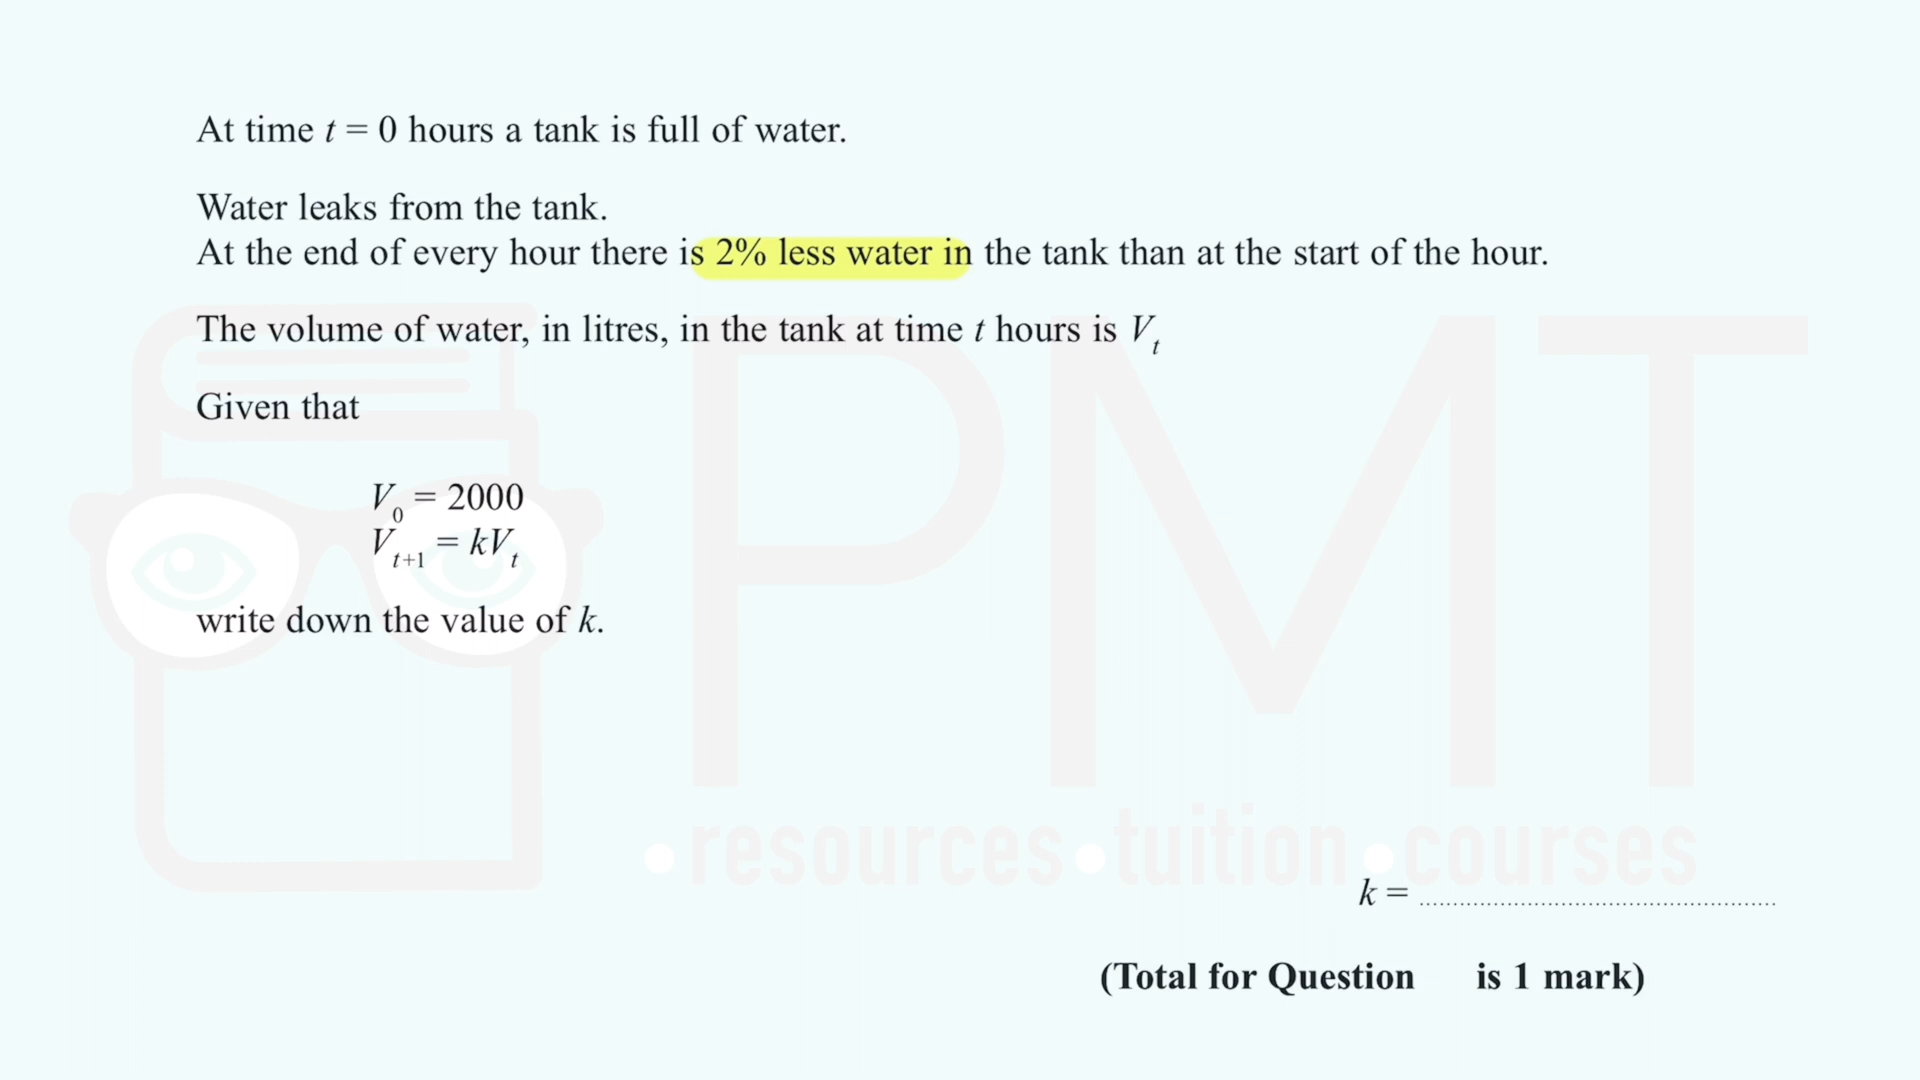 At time t = 0 hours a tank is full of water.
Water leaks from the tank.
At the end of every hour there is 2% less water in the tank than at the start of the hour.
The volume of water, in litres, in the tank at time t hours is Vₜ
Given that
V₀ = 2000
Vₜ₊₁ = kVₜ
write down the value of k.
PMT
•resources•tuition•courses
k = ......................................................
(Total for Question is 1 mark)